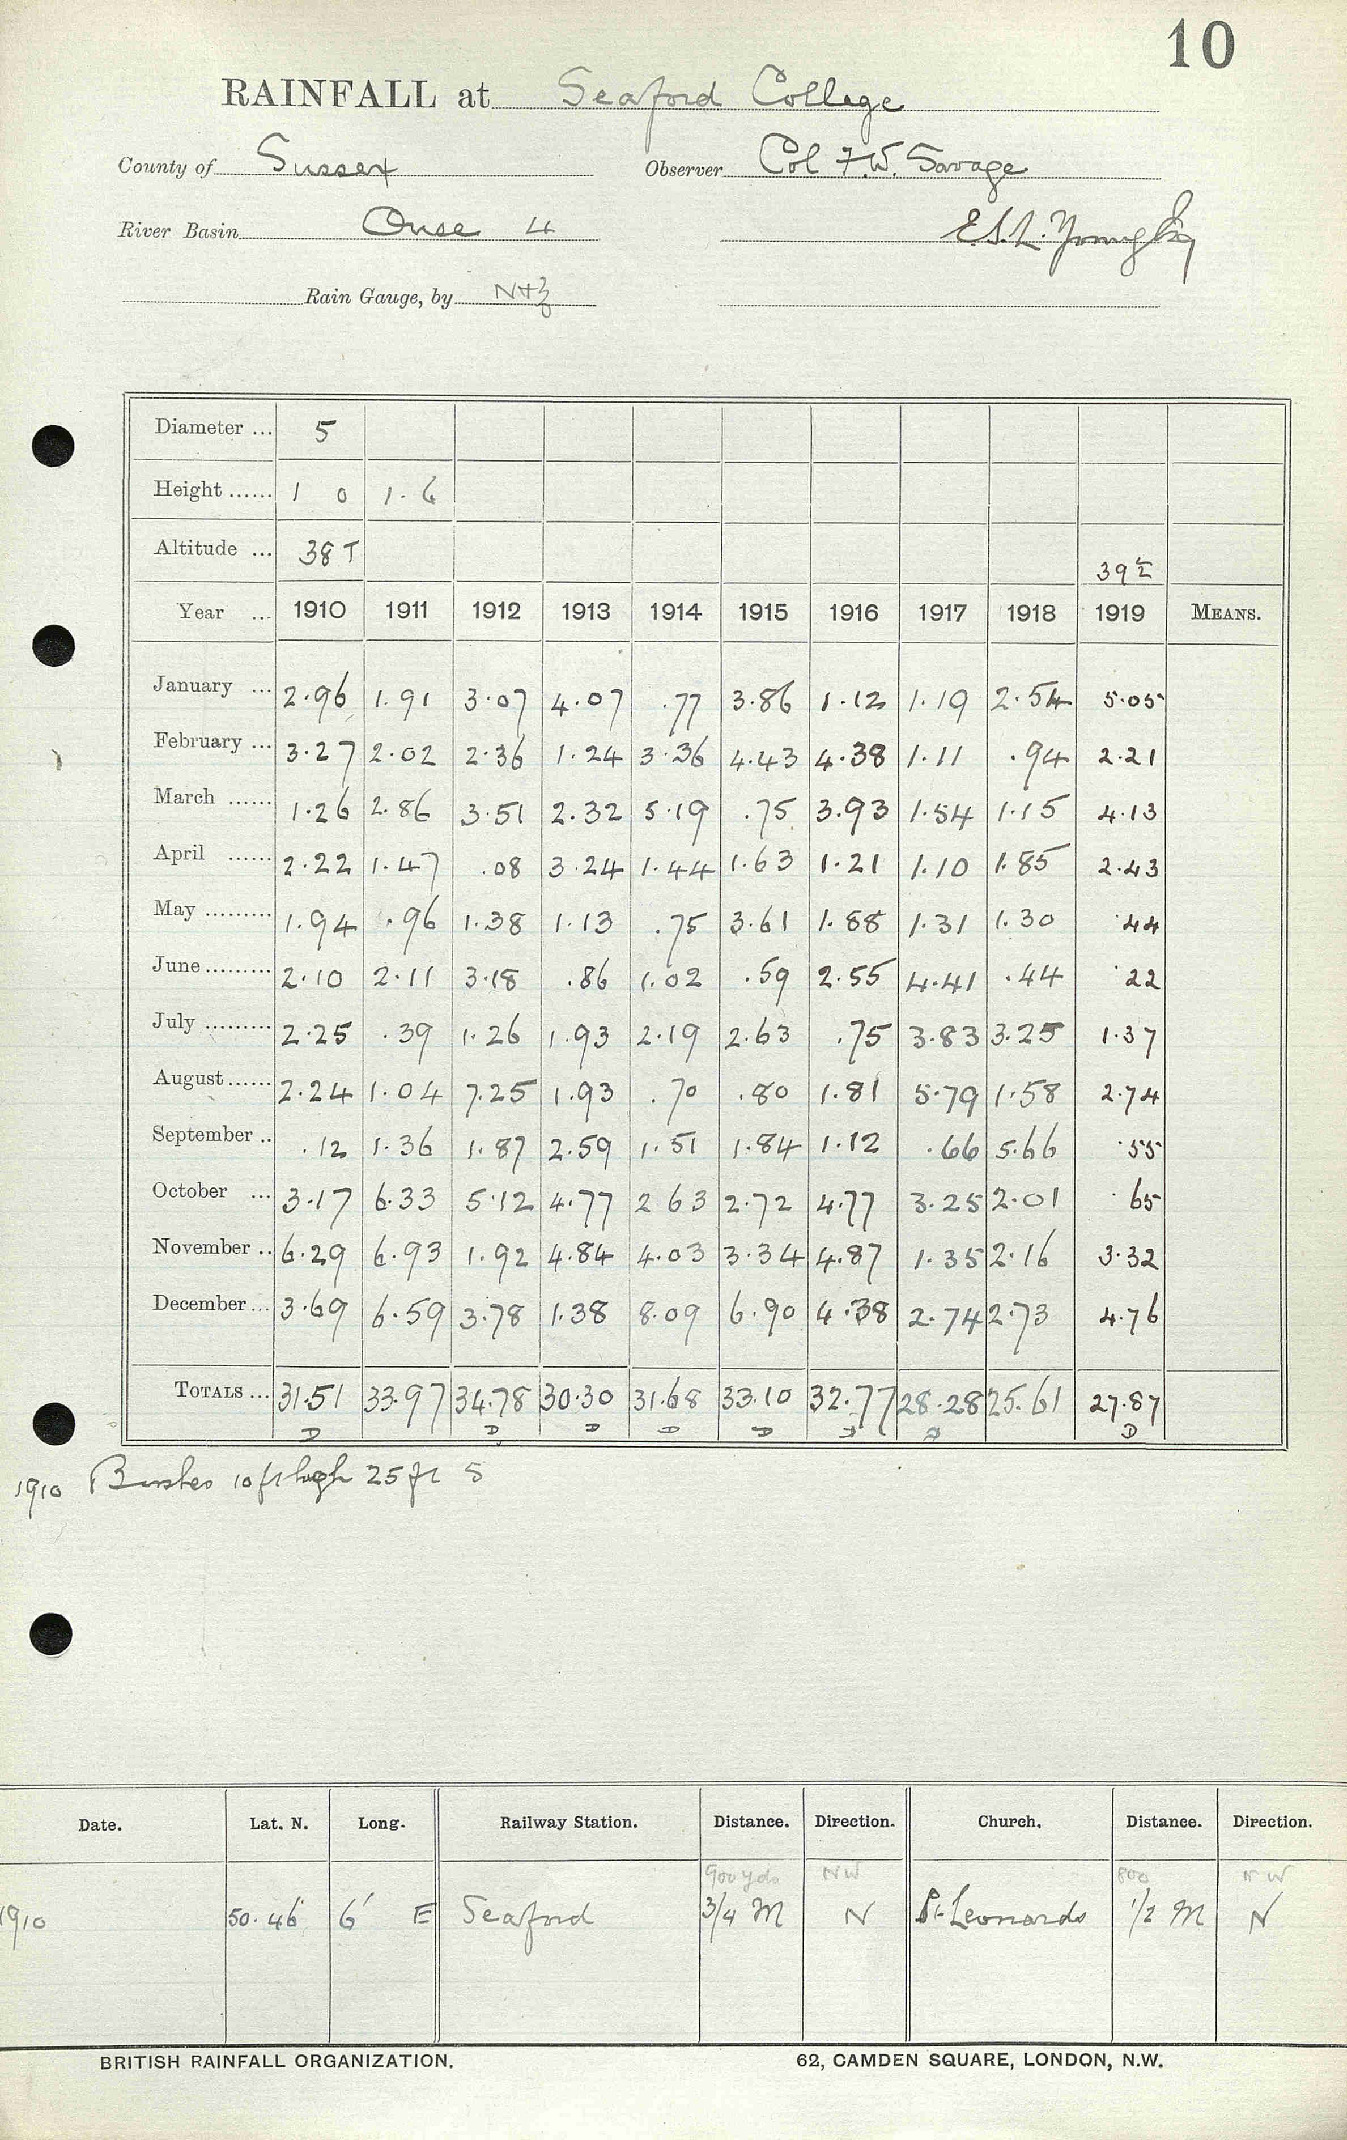 10
RAINFALL at Seaford College
County of Sussex Observer Col F.W. Savage
River Basin Ouse 4 E.S.L. Young Esq
Rain Gauge, by N+Z
Diameter ... 5
Height ...... 1 0 1.6
Altitude ... 38 T 39
Year ... 1910 1911 1912 1913 1914 1915 1916 1917 1918 1919 MEANS.
January ... 2.96 1.91 3.07 4.07 .77 3.86 1.12 1.19 2.54 5.05
February ... 3.27 2.02 2.36 1.24 3.36 4.43 4.38 1.11 .94 2.21
March ...... 1.26 2.86 3.51 2.32 5.19 .75 3.93 1.54 1.15 4.13
April ...... 2.22 1.47 .08 3.24 1.44 1.63 1.21 1.10 1.85 2.43
May ......... 1.94 .96 1.38 1.13 .75 3.61 1.88 1.31 1.30 .44
June ......... 2.10 2.11 3.18 .86 1.02 .59 2.55 4.41 .44 .22
July ......... 2.25 .39 1.26 1.93 2.19 2.63 .75 3.83 3.25 1.37
August ...... 2.24 1.04 7.25 1.93 .70 .80 1.81 5.79 1.58 2.74
September .. .12 1.36 1.87 2.59 1.51 1.84 1.12 .66 5.66 .55
October ... 3.17 6.33 5.12 4.77 2 63 2.72 4.77 3.25 2.01 .65
November .. 6.29 6.93 1.92 4.84 4.03 3.34 4.87 1.35 2.16 3.32
December ... 3.69 6.59 3.78 1.38 8.09 6.90 4.38 2.74 2.73 4.76
TOTALS ... 31.51 33.97 34.78 30.30 31.68 33.10 32.77 28.28 25.61 27.87
D D D D D D D D
1910 Bushes 10 ft high 25 ft S
Date. Lat. N. Long. Railway Station. Distance. Direction. Church. Distance. Direction.
900 yds NW 800 NW
1910 50.46' 6' E Seaford 3/4 M N St. Leonards 1/2 M N
BRITISH RAINFALL ORGANIZATION. 62, CAMDEN SQUARE, LONDON, N.W.